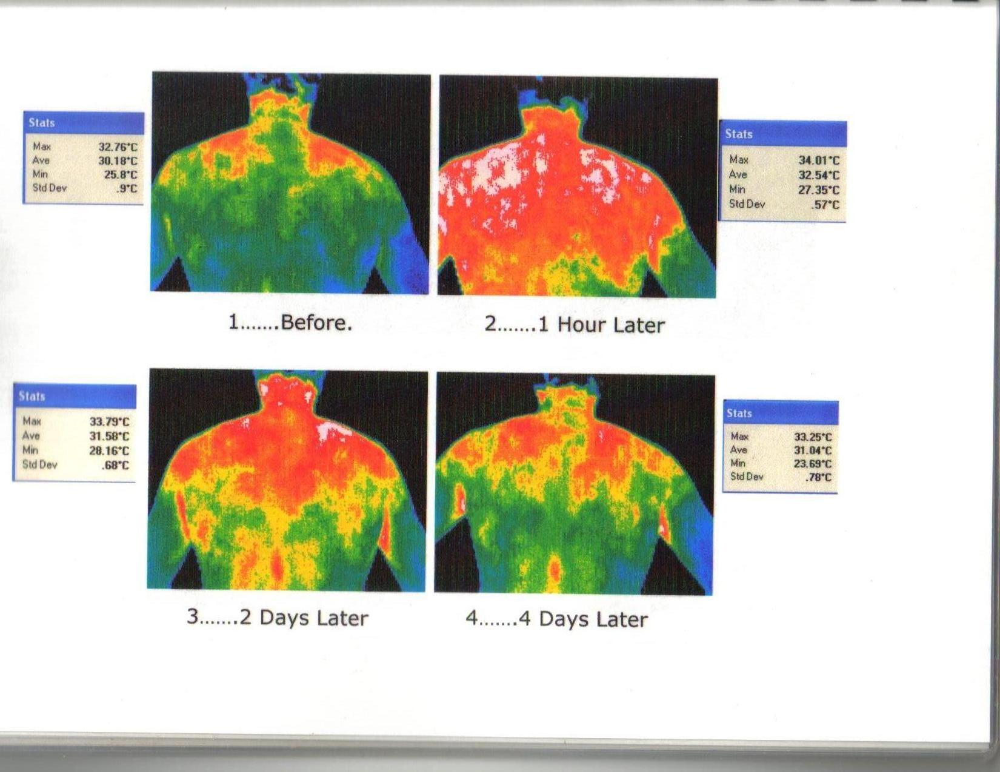 Stats
Max 32.76°C
Ave 30.18°C
Min 25.8°C
Std Dev .9°C
Stats
Max 34.01°C
Ave 32.54°C
Min 27.35°C
Std Dev .57°C
1.......Before.
2.......1 Hour Later
Stats
Max 33.79°C
Ave 31.58°C
Min 28.16°C
Std Dev .68°C
Stats
Max 33.25°C
Ave 31.04°C
Min 23.69°C
Std Dev .78°C
3.......2 Days Later
4.......4 Days Later